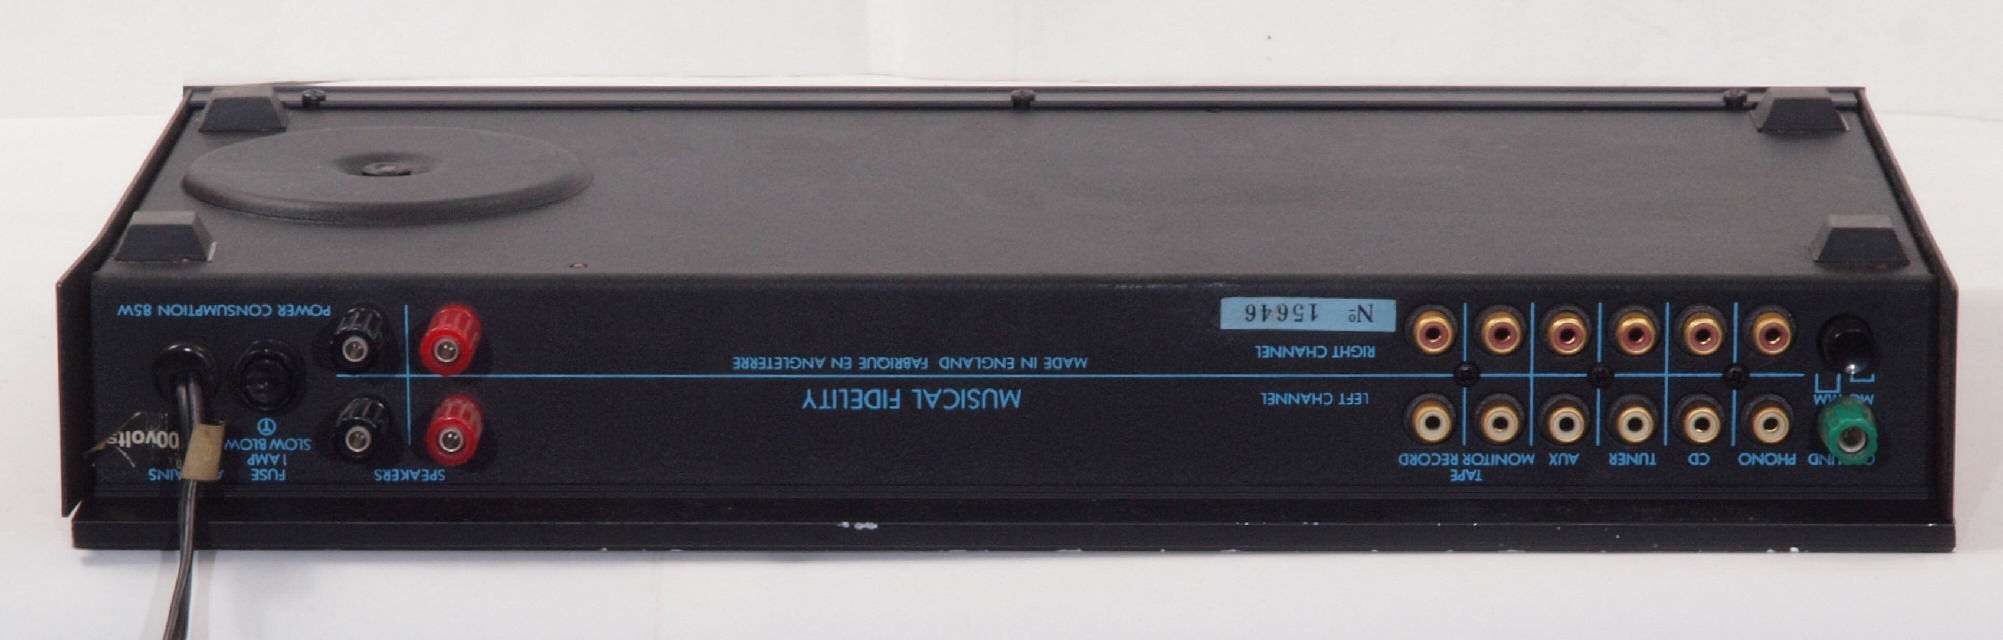 GROUND PHONO CD TUNER AUX MONITOR RECORD
TAPE
MC MM
LEFT CHANNEL
RIGHT CHANNEL
No 15646
MUSICAL FIDELITY
MADE IN ENGLAND FABRIQUE EN ANGLETERRE
SPEAKERS
FUSE
1 AMP
SLOW BLOW
T
00volts
POWER CONSUMPTION 85W